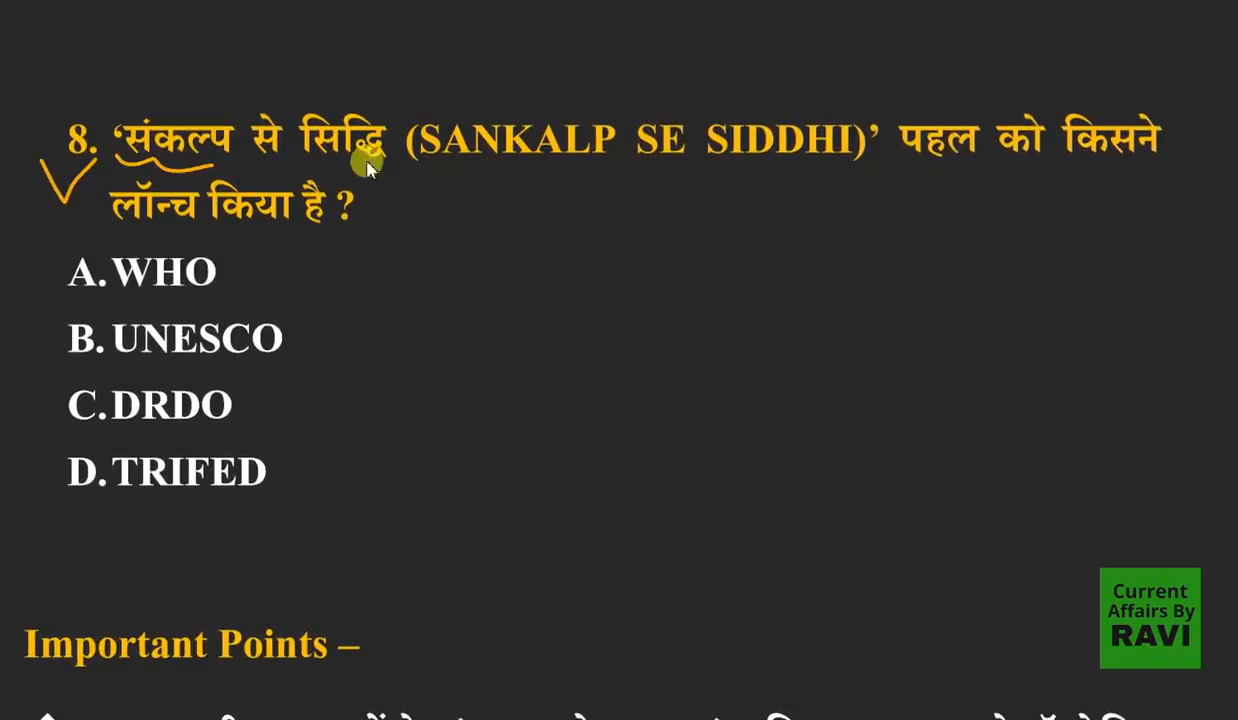 8. ‘संकल्प से सिद्धि (SANKALP SE SIDDHI)’ पहल को किसने
लॉन्च किया है ?
A. WHO
B. UNESCO
C. DRDO
D. TRIFED
Current
Affairs By
RAVI
Important Points –